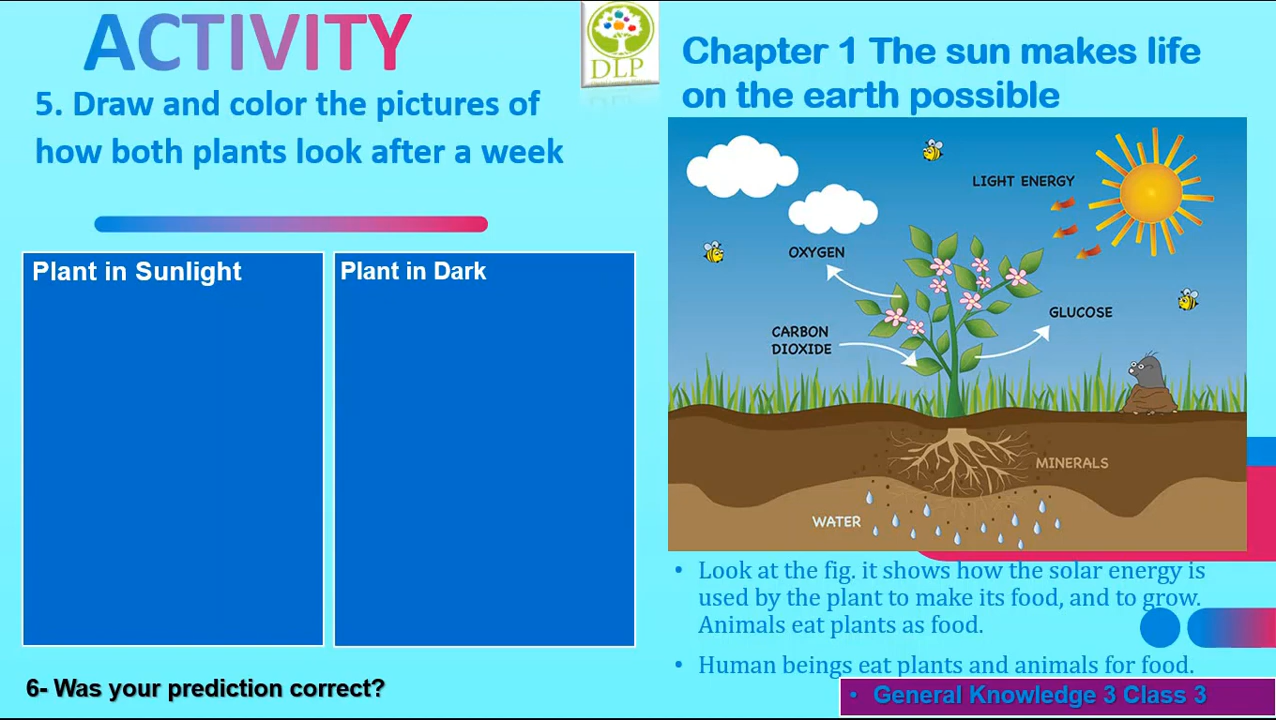 ACTIVITY
5. Draw and color the pictures of
how both plants look after a week
Plant in Sunlight
Plant in Dark
6- Was your prediction correct?
DLP
Chapter 1 The sun makes life
on the earth possible
LIGHT ENERGY
OXYGEN
GLUCOSE
CARBON
DIOXIDE
MINERALS
WATER
• Look at the fig. it shows how the solar energy is
used by the plant to make its food, and to grow.
Animals eat plants as food.
• Human beings eat plants and animals for food.
• General Knowledge 3 Class 3